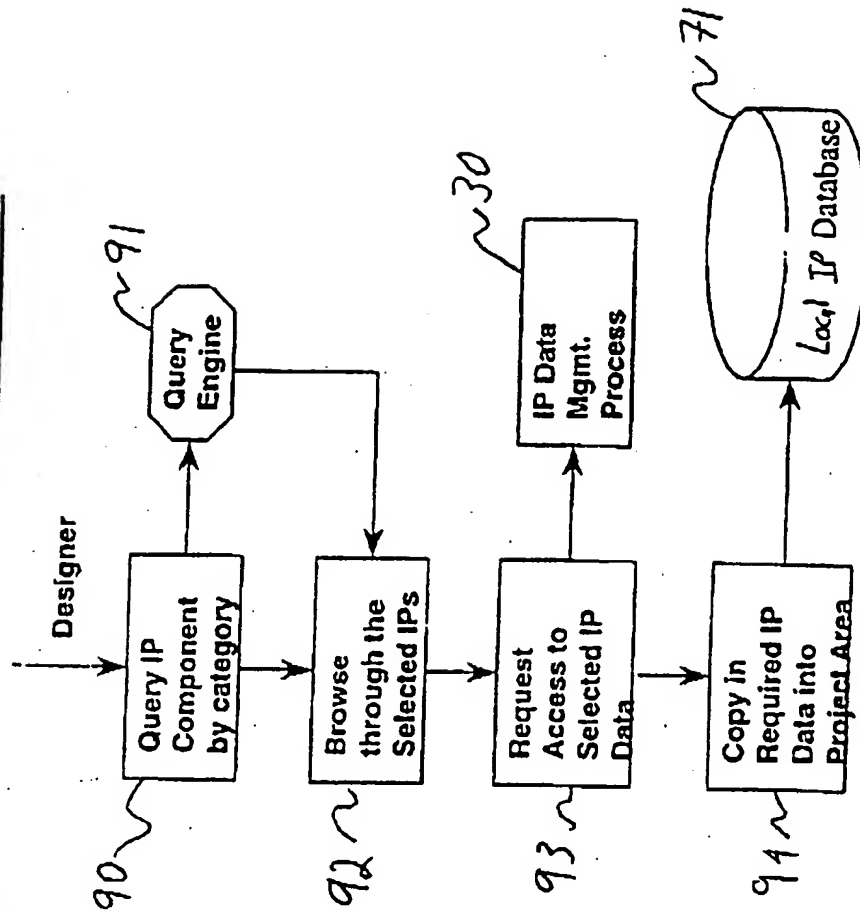 Designer
90
Query IP
Component
by category
Query
Engine
91
92
Browse
through the
Selected IPs
93
Request
Access to
Selected IP
Data
IP Data
Mgmt.
Process
30
94
Copy in
Required IP
Data into
Project Area
Local IP Database
71